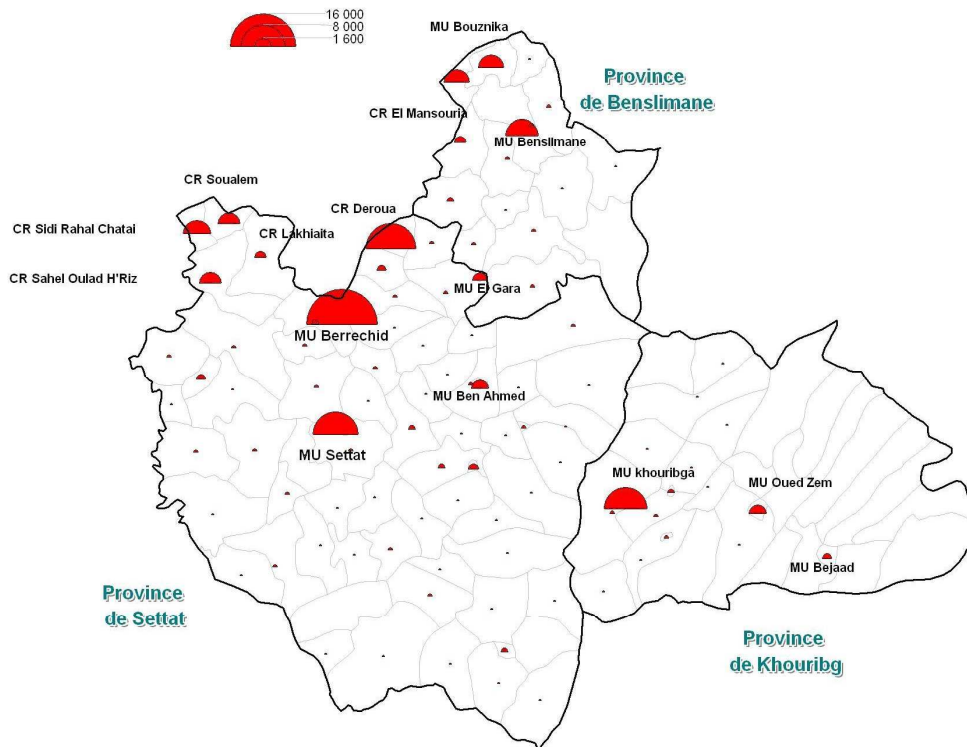 16 000
8 000
1 600
MU Bouznika
Province
de Benslimane
CR El Mansouria
MU Benslimane
CR Soualem
CR Sidi Rahal Chatai
CR Deroua
CR Lakhiaita
CR Sahel Oulad H'Riz
MU El Gara
MU Berrechid
MU Ben Ahmed
MU Settat
MU khouribgâ
MU Oued Zem
MU Bejaad
Province
de Settat
Province
de Khouribg